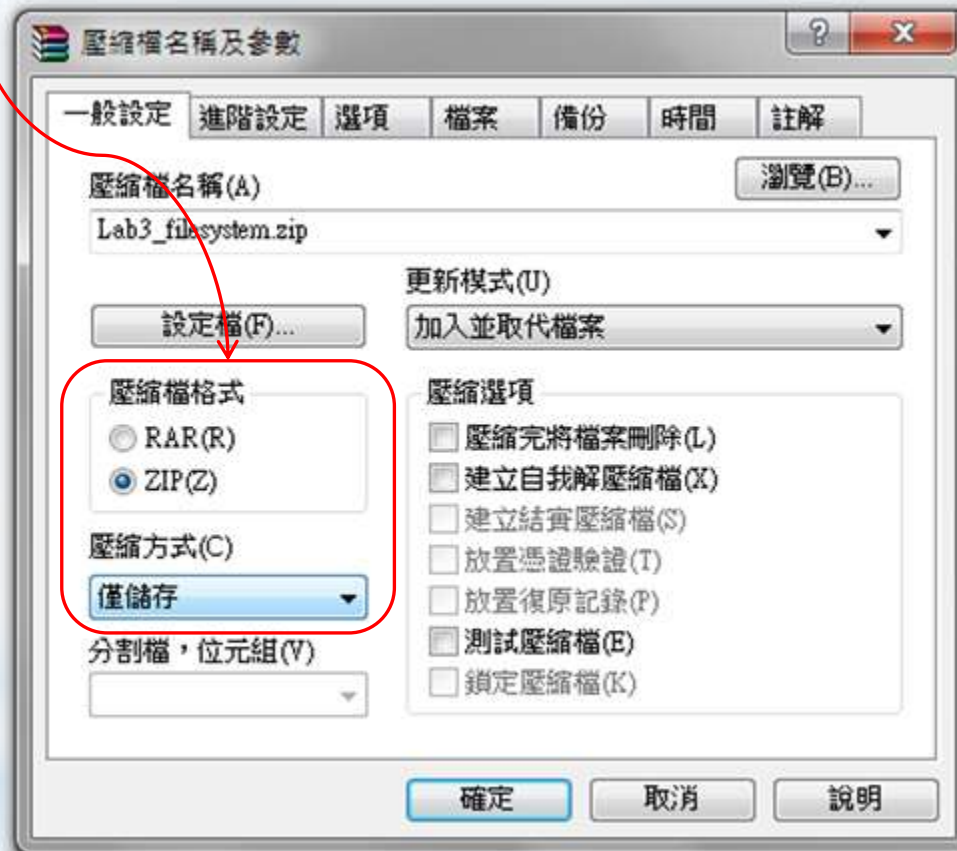 壓縮檔名稱及參數
一般設定 進階設定 選項 檔案 備份 時間 註解
壓縮檔名稱(A)
瀏覽(B)...
Lab3_filesystem.zip
更新模式(U)
設定檔(F)...
加入並取代檔案
壓縮檔格式
RAR(R)
ZIP(Z)
壓縮方式(C)
僅儲存
分割檔，位元組(V)
壓縮選項
壓縮完將檔案刪除(L)
建立自我解壓縮檔(X)
建立結實壓縮檔(S)
放置憑證驗證(T)
放置復原記錄(P)
測試壓縮檔(E)
鎖定壓縮檔(K)
確定 取消 說明